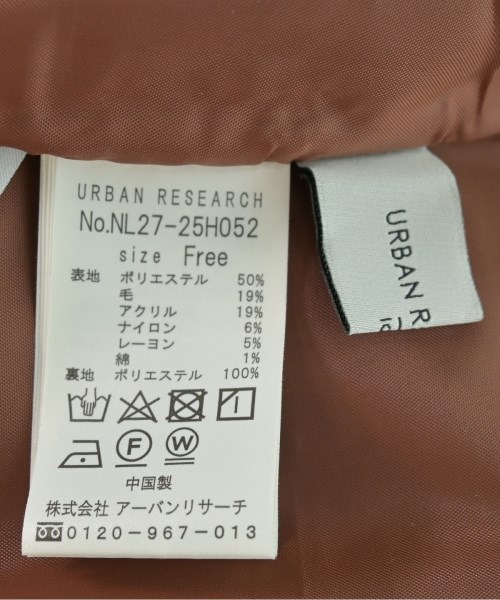 URBAN RESEARCH
No.NL27-25H052
size Free
表地 ポリエステル 50%
毛 19%
アクリル 19%
ナイロン 6%
レーヨン 5%
綿 1%
裏地 ポリエステル 100%
F W
中国製
株式会社 アーバンリサーチ
0120-967-013
URBAN R